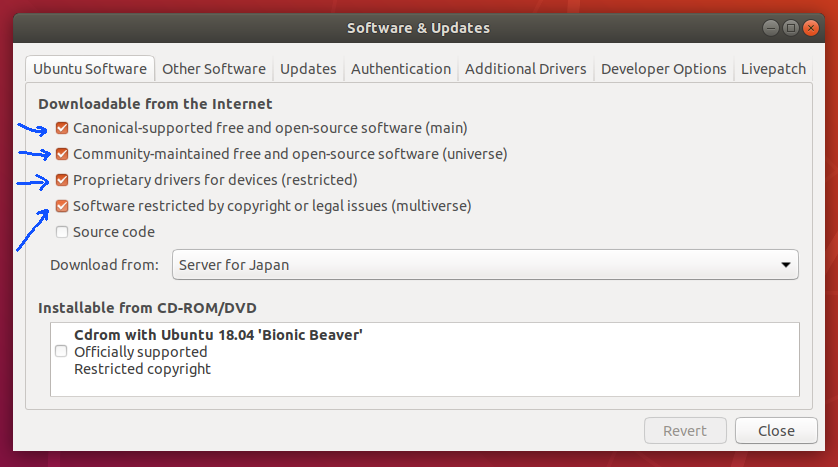 Software & Updates
Ubuntu Software Other Software Updates Authentication Additional Drivers Developer Options Livepatch
Downloadable from the Internet
Canonical-supported free and open-source software (main)
Community-maintained free and open-source software (universe)
Proprietary drivers for devices (restricted)
Software restricted by copyright or legal issues (multiverse)
Source code
Download from: Server for Japan
Installable from CD-ROM/DVD
Cdrom with Ubuntu 18.04 'Bionic Beaver'
Officially supported
Restricted copyright
Revert Close